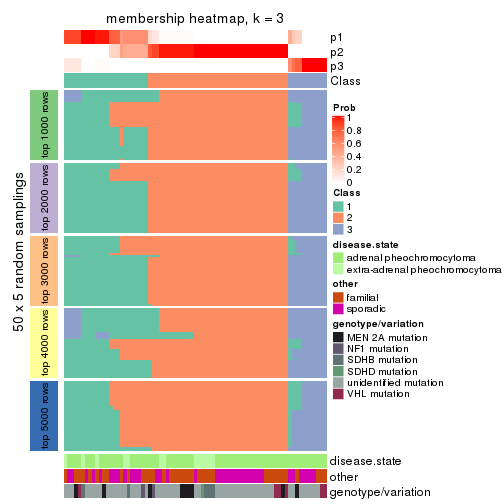 membership heatmap, k = 3
p1
p2
p3
Class
50 x 5 random samplings
top 1000 rows
top 2000 rows
top 3000 rows
top 4000 rows
top 5000 rows
Prob
1
0.8
0.6
0.4
0.2
0
Class
1
2
3
disease.state
adrenal pheochromocytoma
extra-adrenal pheochromocytoma
other
familial
sporadic
genotype/variation
MEN 2A mutation
NF1 mutation
SDHB mutation
SDHD mutation
unidentified mutation
VHL mutation
disease.state
other
genotype/variation